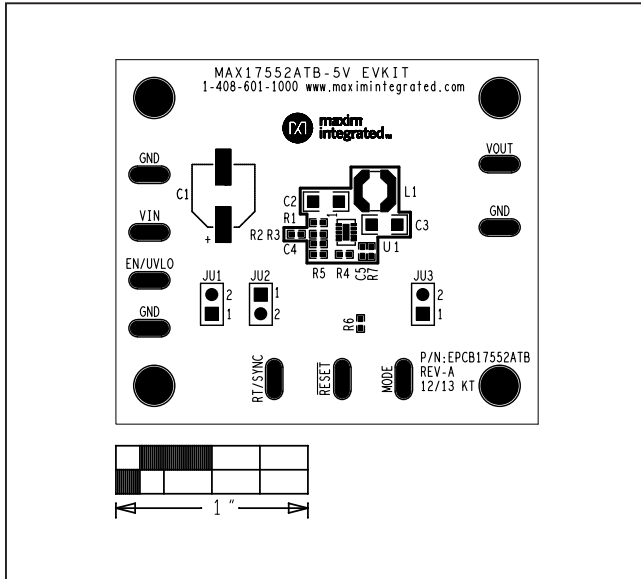 MAX17552ATB-5V EVKIT
1-408-601-1000 www.maximintegrated.com
maxim
integrated™
GND
C1
VIN
+
EN/UVLO
GND
VOUT
GND
C2
L1
R1
1
C3
R2 R3
U1
C4
R5 R4 C5 R7
JU1
2
1
JU2
1
2
JU3
2
1
R6
RT/SYNC
RESET
MODE
P/N:EPCB17552ATB
REV-A
12/13 KT
1 "